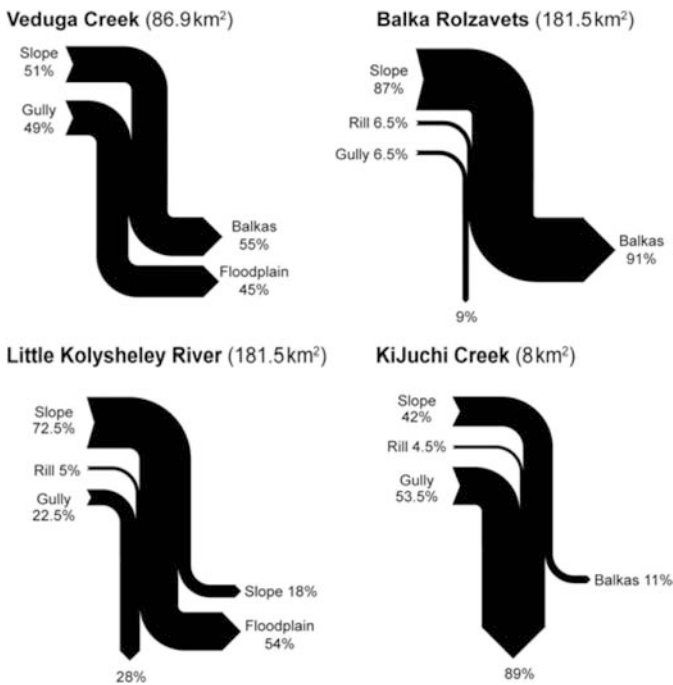 Veduga Creek (86.9km²)
Slope
51%
Gully
49%
Balkas
55%
Floodplain
45%
Balka Rolzavets (181.5km²)
Slope
87%
Rill 6.5%
Gully 6.5%
Balkas
91%
9%
Little Kolysheley River (181.5km²)
Slope
72.5%
Rill 5%
Gully
22.5%
Slope 18%
Floodplain
54%
28%
KiJuchi Creek (8km²)
Slope
42%
Rill 4.5%
Gully
53.5%
Balkas 11%
89%